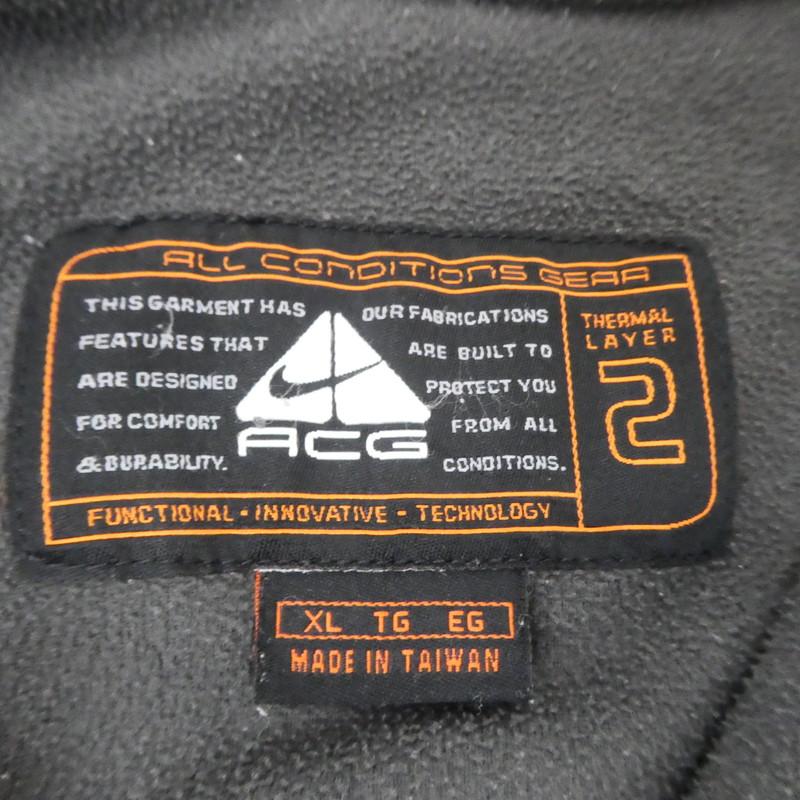 ALL CONDITIONS GEAR
THIS GARMENT HAS
FEATURES THAT
ARE DESIGNED
FOR COMFORT
& DURABILITY.
ACG
OUR FABRICATIONS
ARE BUILT TO
PROTECT YOU
FROM ALL
CONDITIONS.
THERMAL
LAYER
2
FUNCTIONAL • INNOVATIVE - TECHNOLOGY
XL TG EG
MADE IN TAIWAN